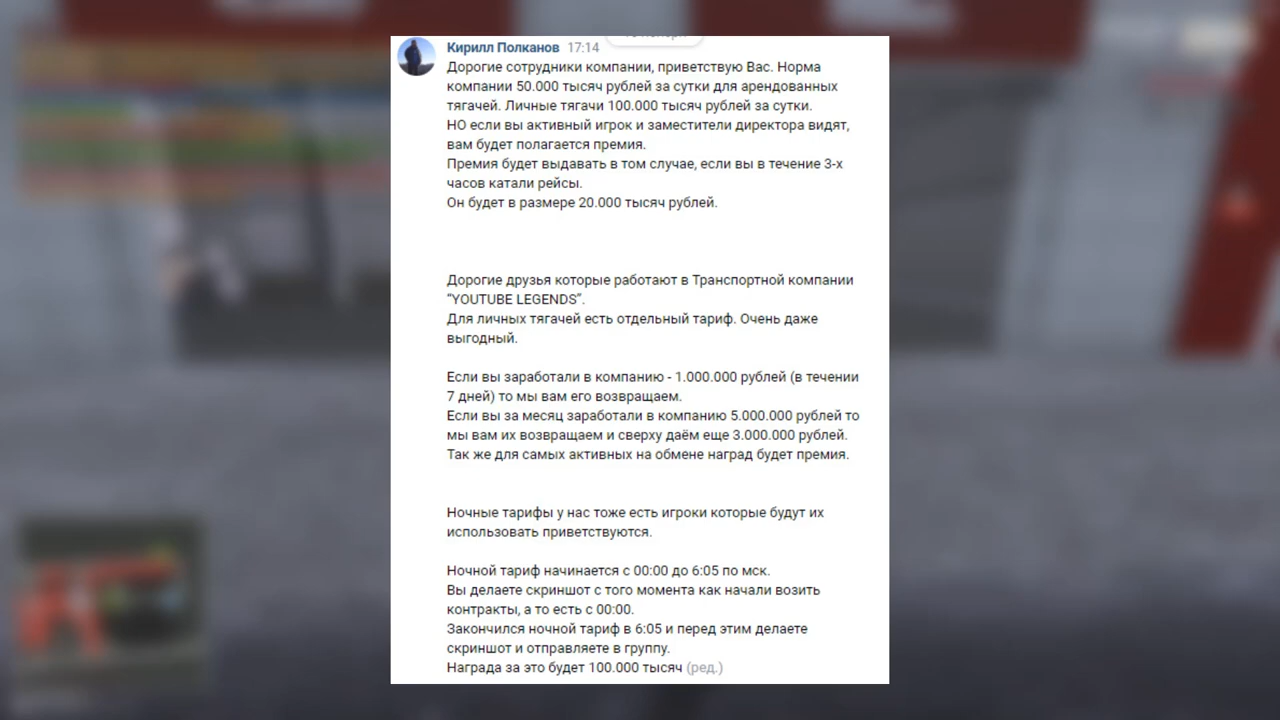 Кирилл Полканов 17:14
Дорогие сотрудники компании, приветствую Вас. Норма
компании 50.000 тысяч рублей за сутки для арендованных
тягачей. Личные тягачи 100.000 тысяч рублей за сутки.
НО если вы активный игрок и заместители директора видят,
вам будет полагается премия.
Премия будет выдавать в том случае, если вы в течение 3-х
часов катали рейсы.
Он будет в размере 20.000 тысяч рублей.
Дорогие друзья которые работают в Транспортной компании
“YOUTUBE LEGENDS”.
Для личных тягачей есть отдельный тариф. Очень даже
выгодный.
Если вы заработали в компанию - 1.000.000 рублей (в течении
7 дней) то мы вам его возвращаем.
Если вы за месяц заработали в компанию 5.000.000 рублей то
мы вам их возвращаем и сверху даём еще 3.000.000 рублей.
Так же для самых активных на обмене наград будет премия.
Ночные тарифы у нас тоже есть игроки которые будут их
использовать приветствуются.
Ночной тариф начинается с 00:00 до 6:05 по мск.
Вы делаете скриншот с того момента как начали возить
контракты, а то есть с 00:00.
Закончился ночной тариф в 6:05 и перед этим делаете
скриншот и отправляете в группу.
Награда за это будет 100.000 тысяч (ред.)